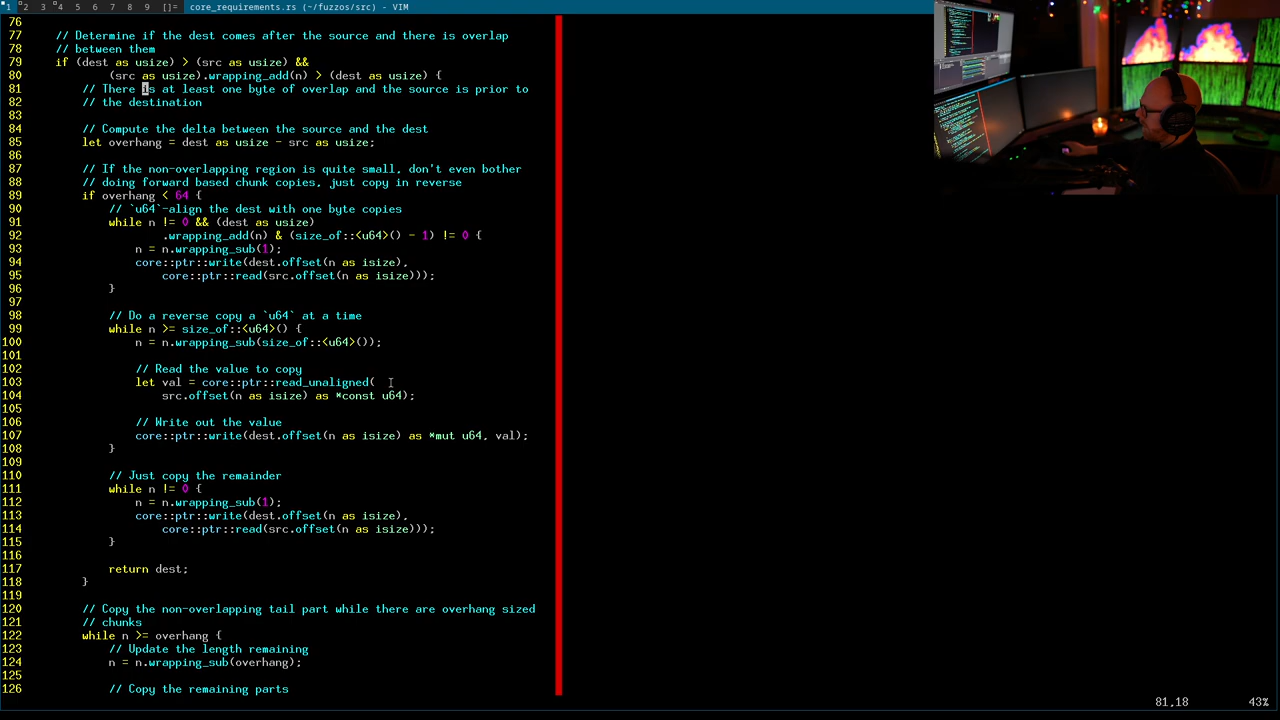 1 2 3 4 5 6 7 8 9 []= core_requirements.rs (~/fuzzos/src) - VIM
76
77 // Determine if the dest comes after the source and there is overlap
78 // between them
79 if (dest as usize) > (src as usize) &&
80 (src as usize).wrapping_add(n) > (dest as usize) {
81 // There is at least one byte of overlap and the source is prior to
82 // the destination
83
84 // Compute the delta between the source and the dest
85 let overhang = dest as usize - src as usize;
86
87 // If the non-overlapping region is quite small, don't even bother
88 // doing forward based chunk copies, just copy in reverse
89 if overhang < 64 {
90 // `u64`-align the dest with one byte copies
91 while n != 0 && (dest as usize)
92 .wrapping_add(n) & (size_of::<u64>() - 1) != 0 {
93 n = n.wrapping_sub(1);
94 core::ptr::write(dest.offset(n as isize),
95 core::ptr::read(src.offset(n as isize)));
96 }
97
98 // Do a reverse copy a `u64` at a time
99 while n >= size_of::<u64>() {
100 n = n.wrapping_sub(size_of::<u64>());
101
102 // Read the value to copy
103 let val = core::ptr::read_unaligned(
104 src.offset(n as isize) as *const u64);
105
106 // Write out the value
107 core::ptr::write(dest.offset(n as isize) as *mut u64, val);
108 }
109
110 // Just copy the remainder
111 while n != 0 {
112 n = n.wrapping_sub(1);
113 core::ptr::write(dest.offset(n as isize),
114 core::ptr::read(src.offset(n as isize)));
115 }
116
117 return dest;
118 }
119
120 // Copy the non-overlapping tail part while there are overhang sized
121 // chunks
122 while n >= overhang {
123 // Update the length remaining
124 n = n.wrapping_sub(overhang);
125
126 // Copy the remaining parts
81,18 43%